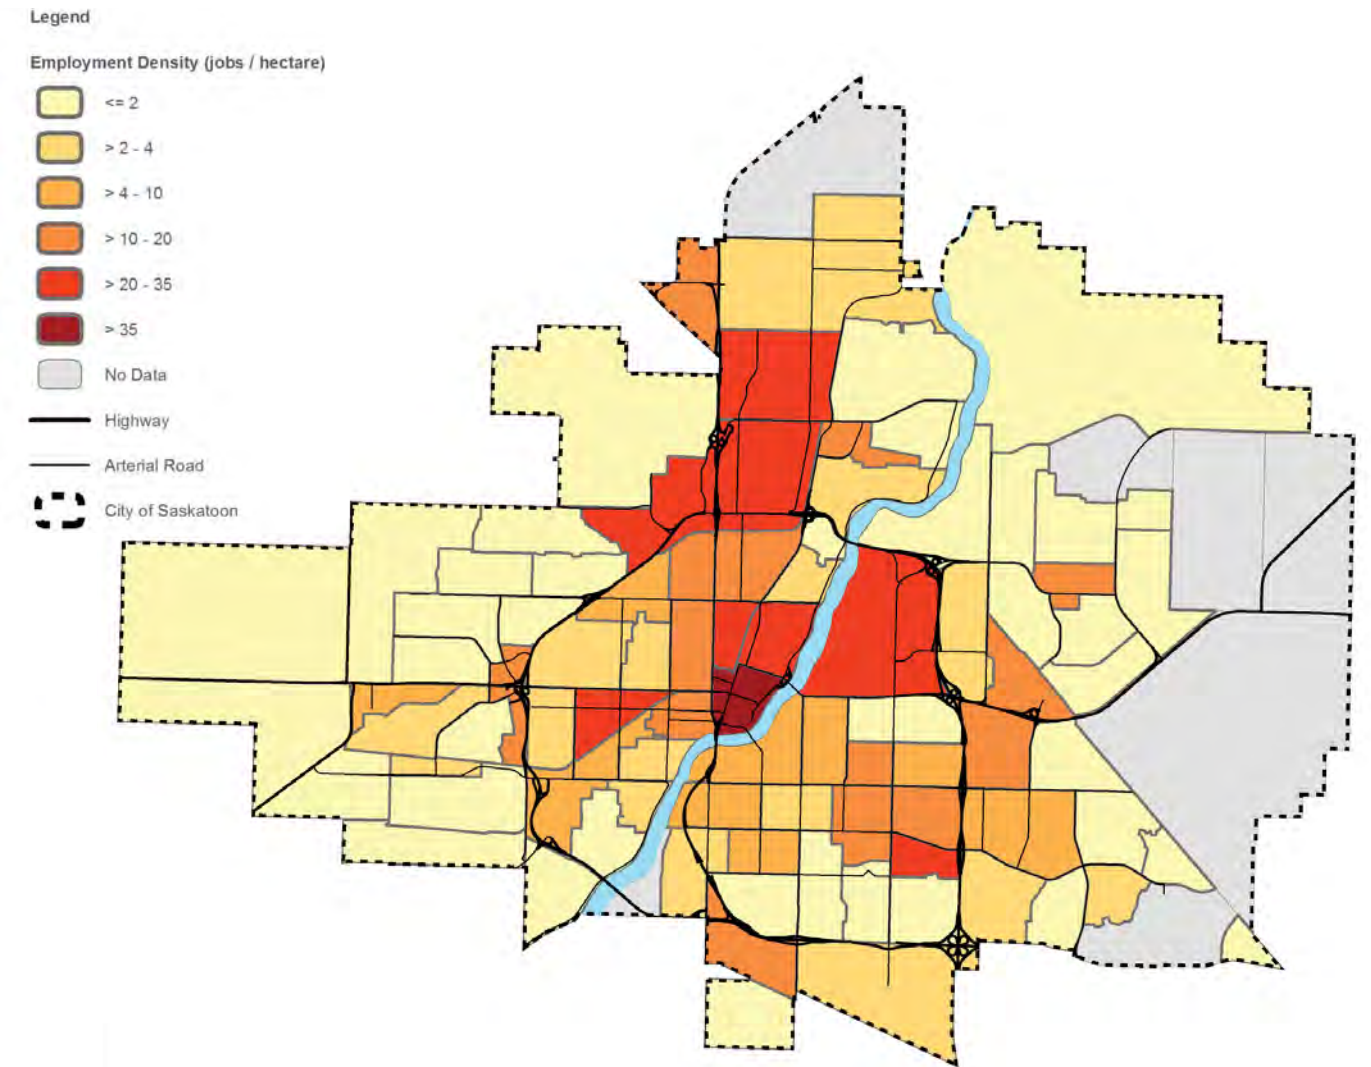 Legend
Employment Density (jobs / hectare)
<= 2
> 2 - 4
> 4 - 10
> 10 - 20
> 20 - 35
> 35
No Data
Highway
Arterial Road
City of Saskatoon